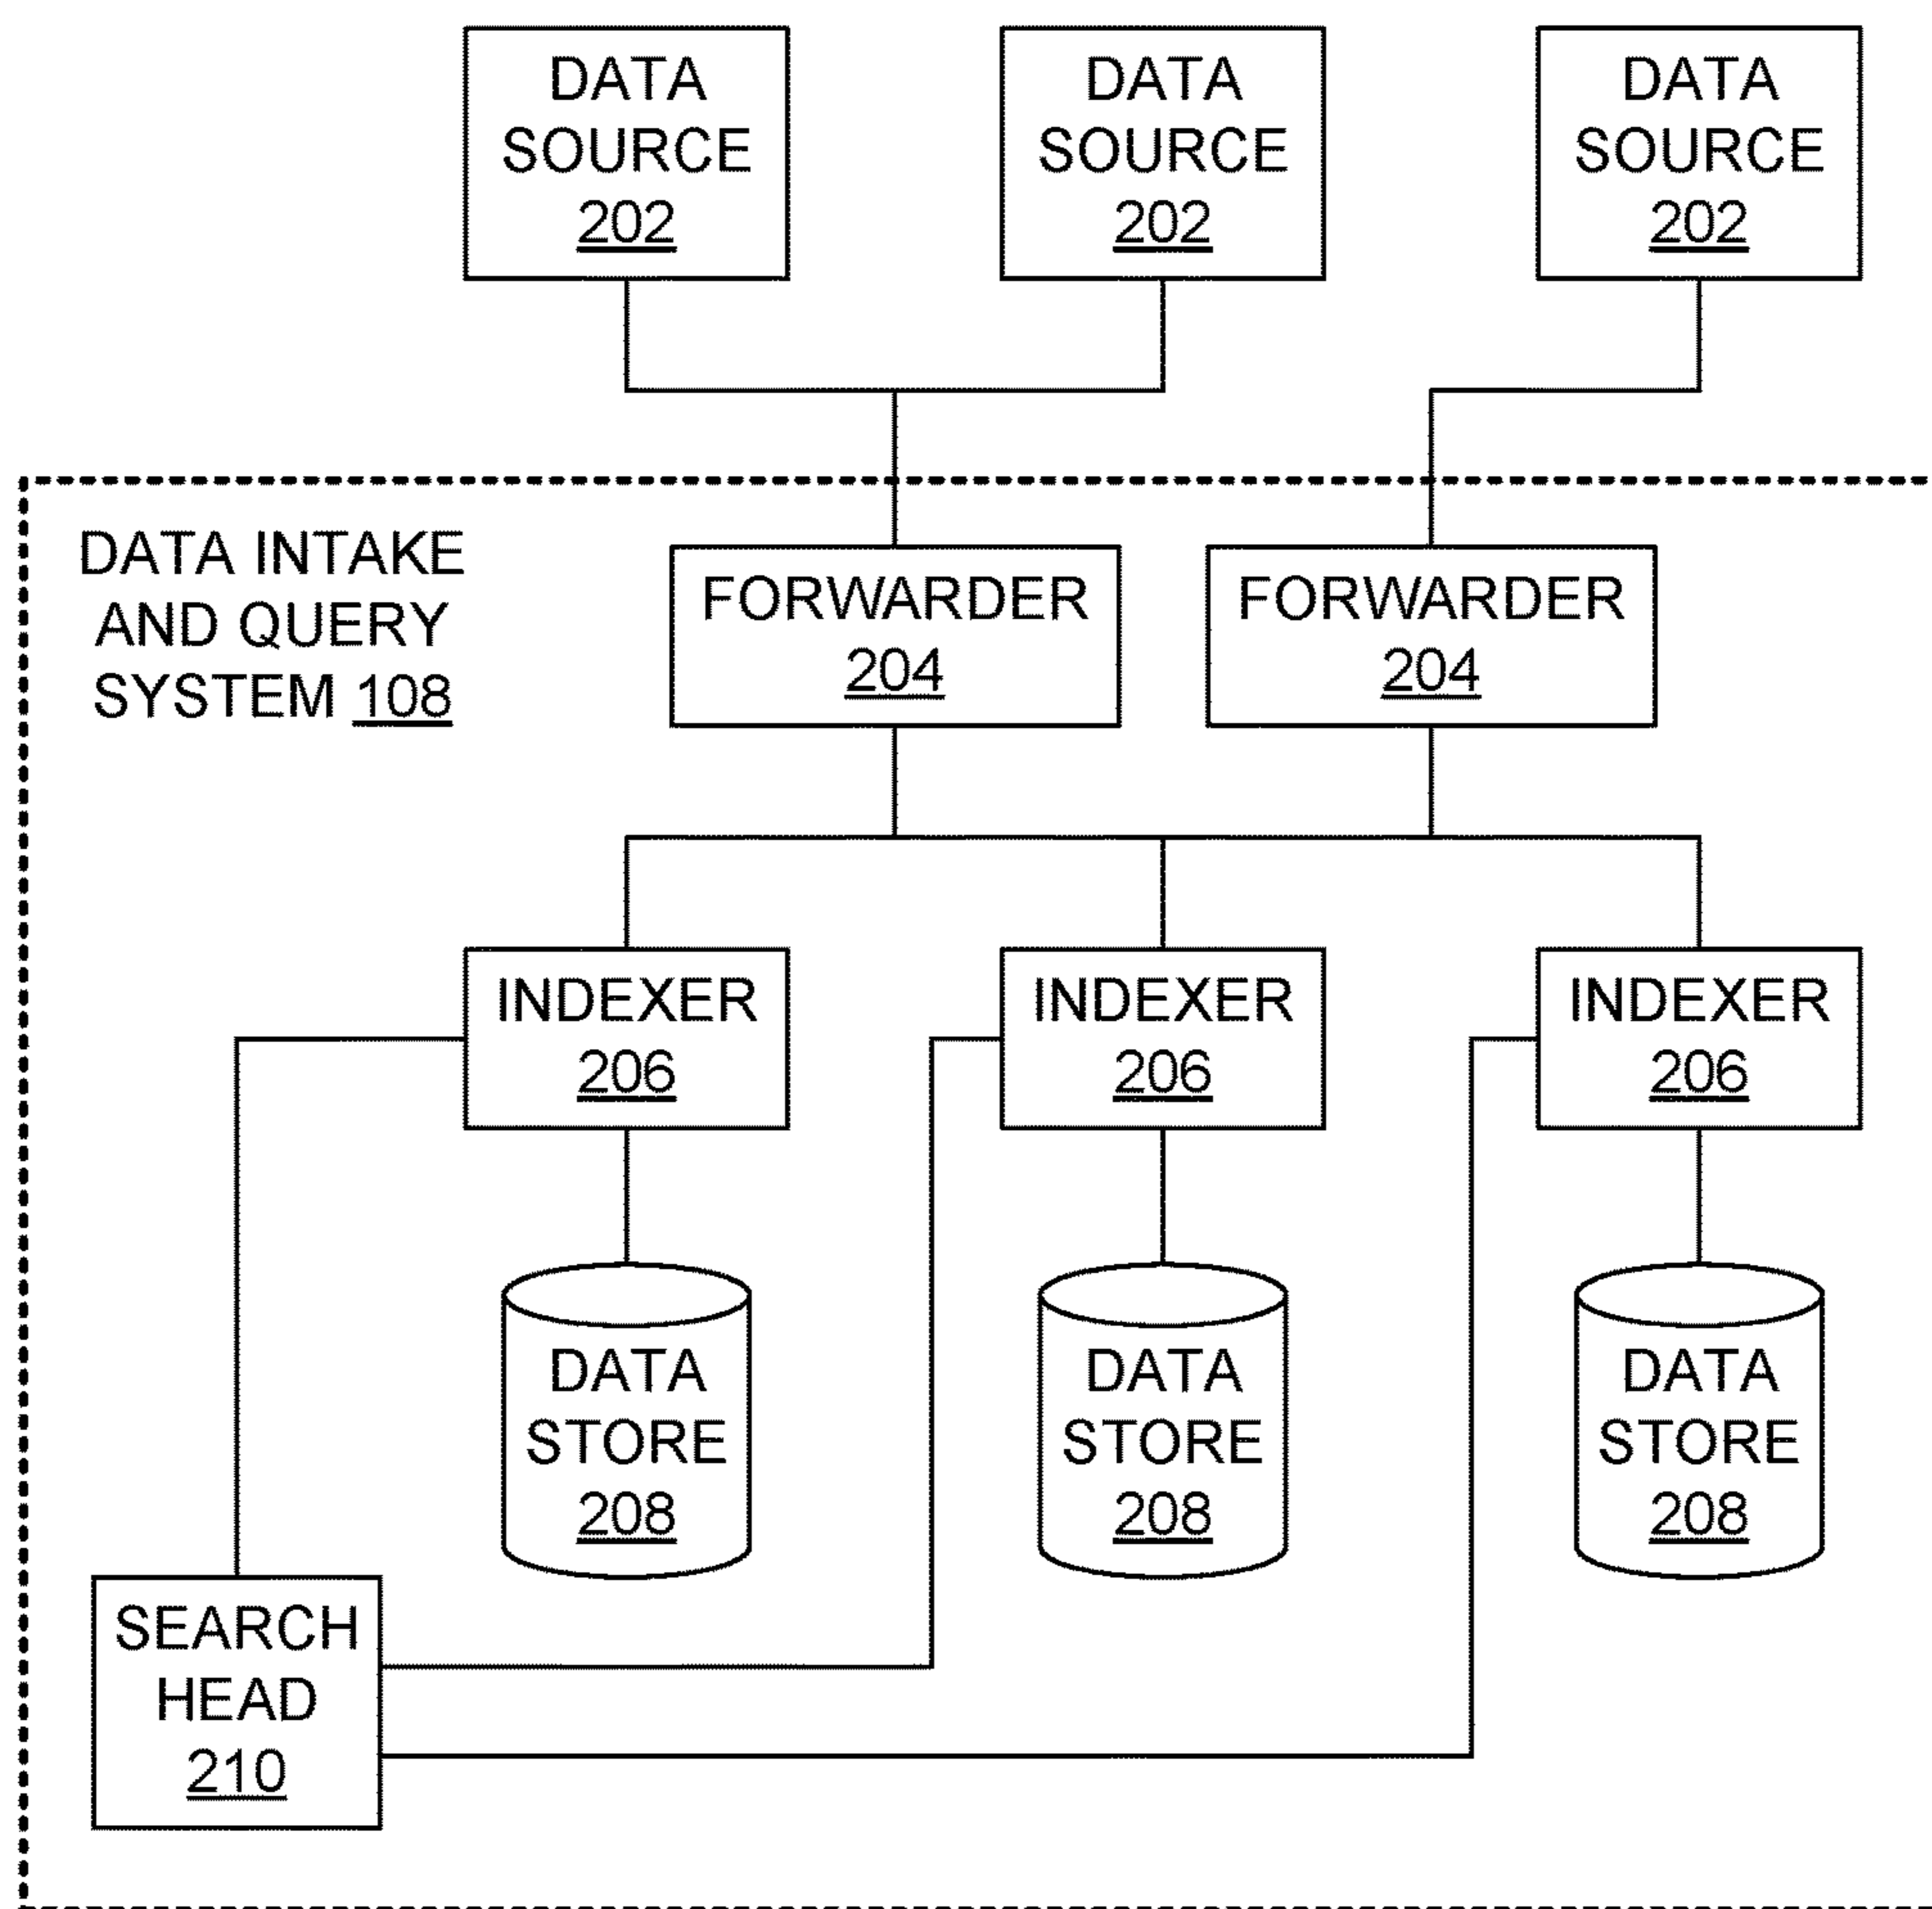 DATA
SOURCE
202
DATA
SOURCE
202
DATA
SOURCE
202
DATA INTAKE
AND QUERY
SYSTEM 108
FORWARDER
204
FORWARDER
204
INDEXER
206
INDEXER
206
INDEXER
206
DATA
STORE
208
DATA
STORE
208
DATA
STORE
208
SEARCH
HEAD
210